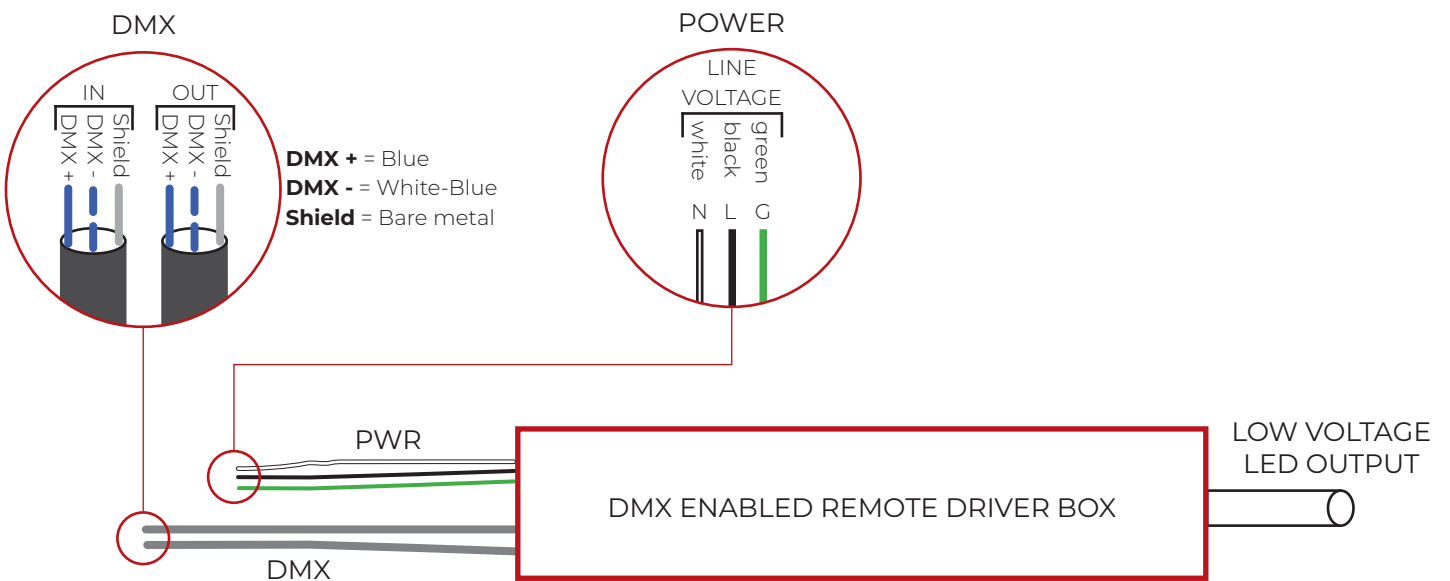 DMX
IN
OUT
DMX +
DMX -
Shield
DMX +
DMX -
Shield
DMX + = Blue
DMX - = White-Blue
Shield = Bare metal
POWER
LINE
VOLTAGE
white
black
green
N L G
PWR
DMX
DMX ENABLED REMOTE DRIVER BOX
LOW VOLTAGE
LED OUTPUT